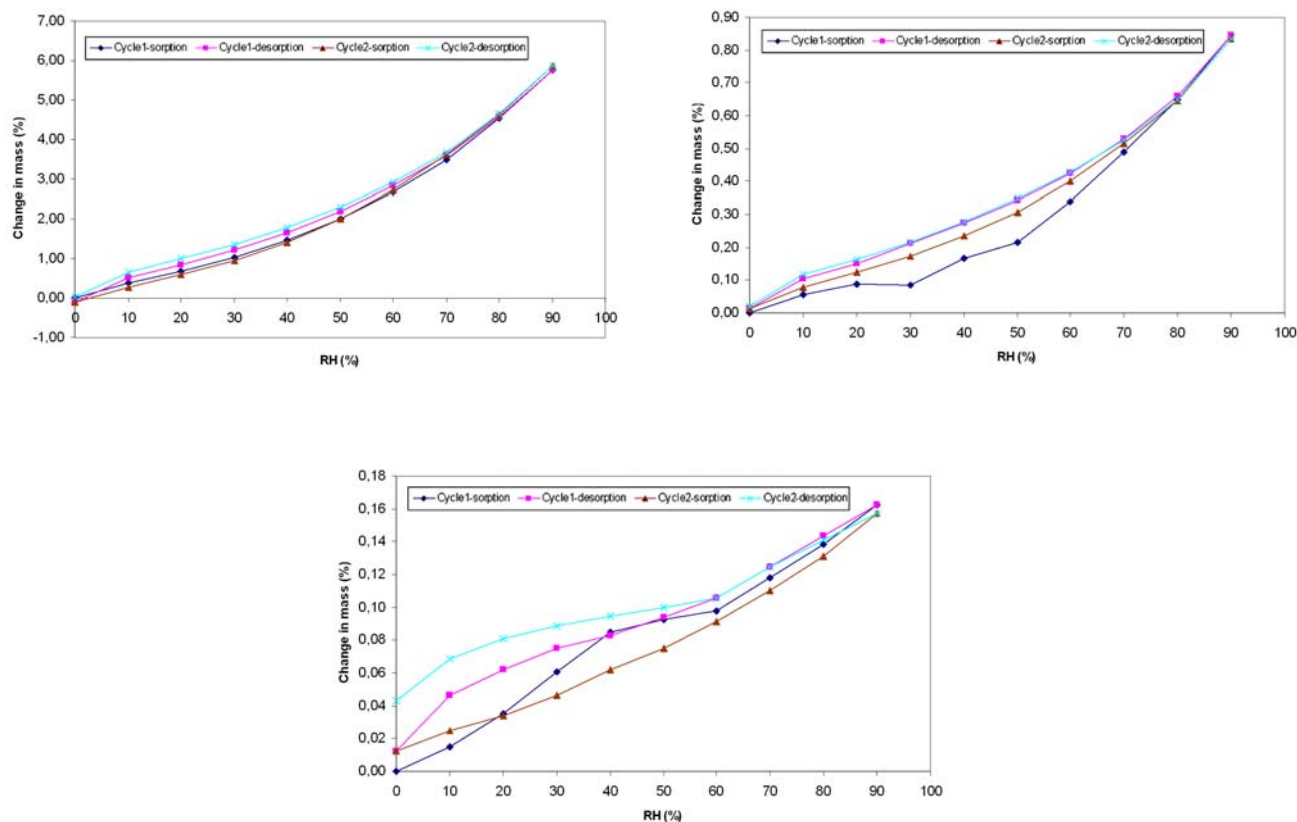 7,00
Cycle1-sorption Cycle1-desorption Cycle2-sorption Cycle2-desorption
6,00
5,00
4,00
3,00
2,00
1,00
0,00
-1,00
Change in mass (%)
0 10 20 30 40 50 60 70 80 90 100
RH (%)
0,90
Cycle1-sorption Cycle1-desorption Cycle2-sorption Cycle2-desorption
0,80
0,70
0,60
0,50
0,40
0,30
0,20
0,10
0,00
Change in mass (%)
0 10 20 30 40 50 60 70 80 90 100
RH (%)
0,18
Cycle1-sorption Cycle1-desorption Cycle2-sorption Cycle2-desorption
0,16
0,14
0,12
0,10
0,08
0,06
0,04
0,02
0,00
Change in mass (%)
0 10 20 30 40 50 60 70 80 90 100
RH (%)